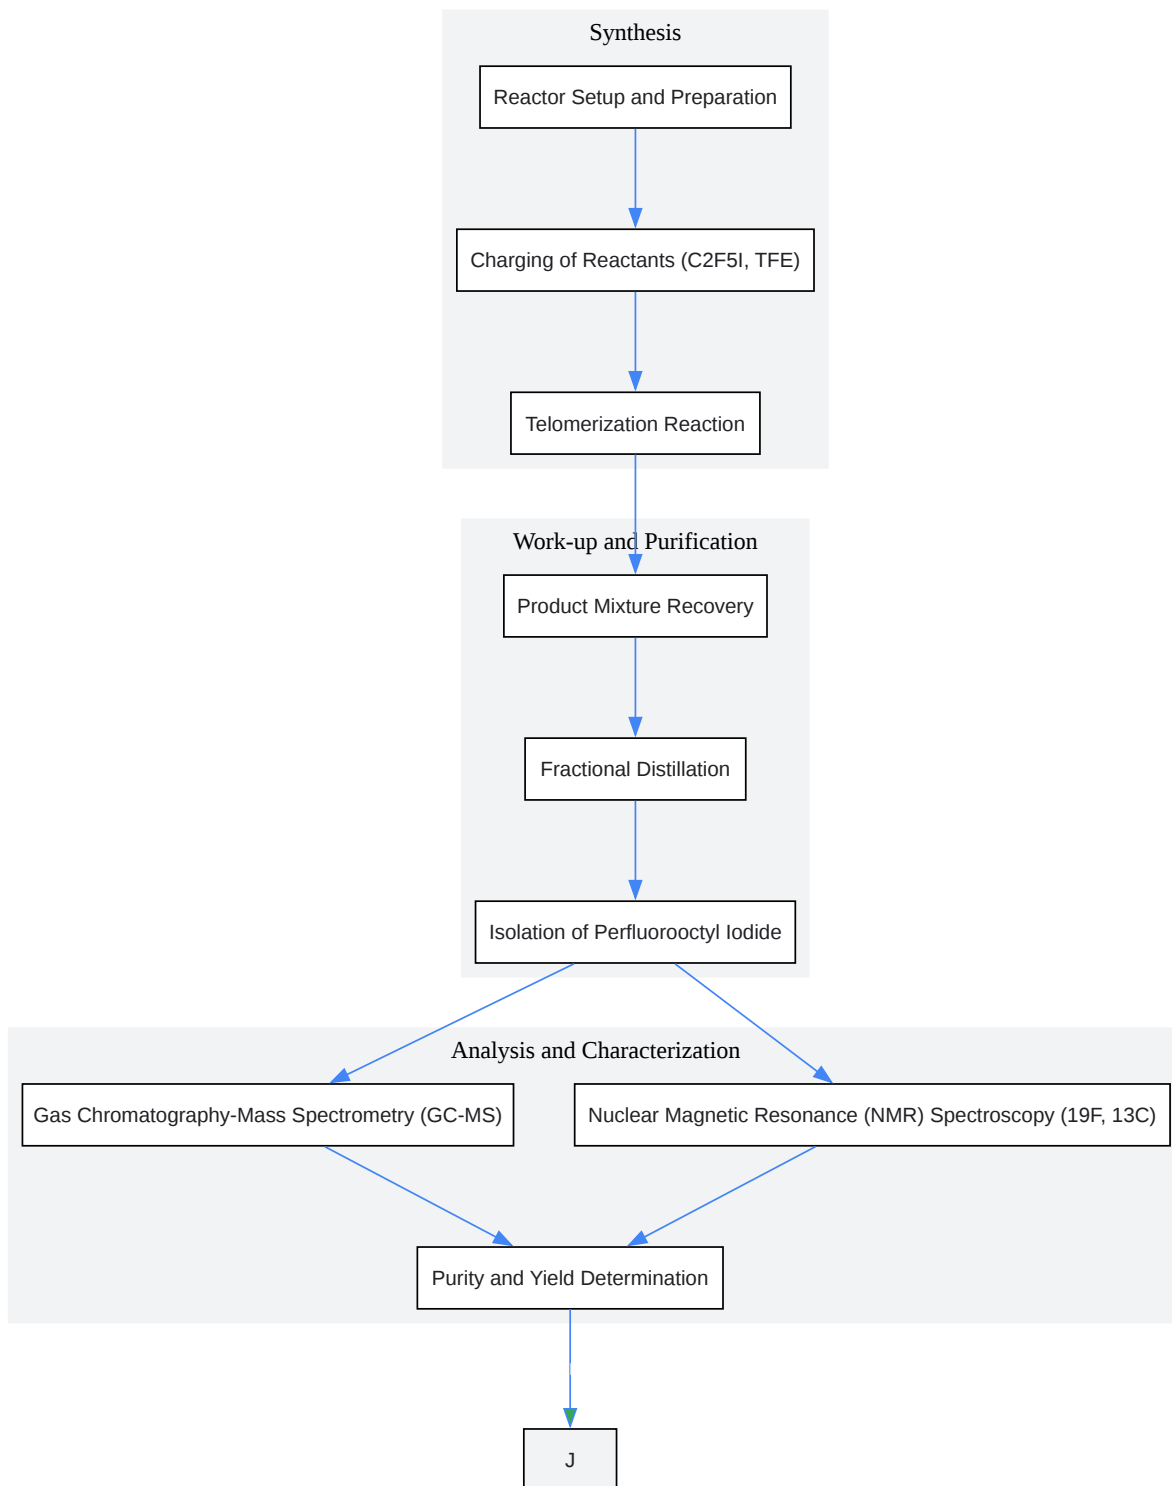 Synthesis
Reactor Setup and Preparation
Charging of Reactants (C2F5I, TFE)
Telomerization Reaction
Work-up and Purification
Product Mixture Recovery
Fractional Distillation
Isolation of Perfluorooctyl Iodide
Analysis and Characterization
Gas Chromatography-Mass Spectrometry (GC-MS)
Nuclear Magnetic Resonance (NMR) Spectroscopy (19F, 13C)
Purity and Yield Determination
J